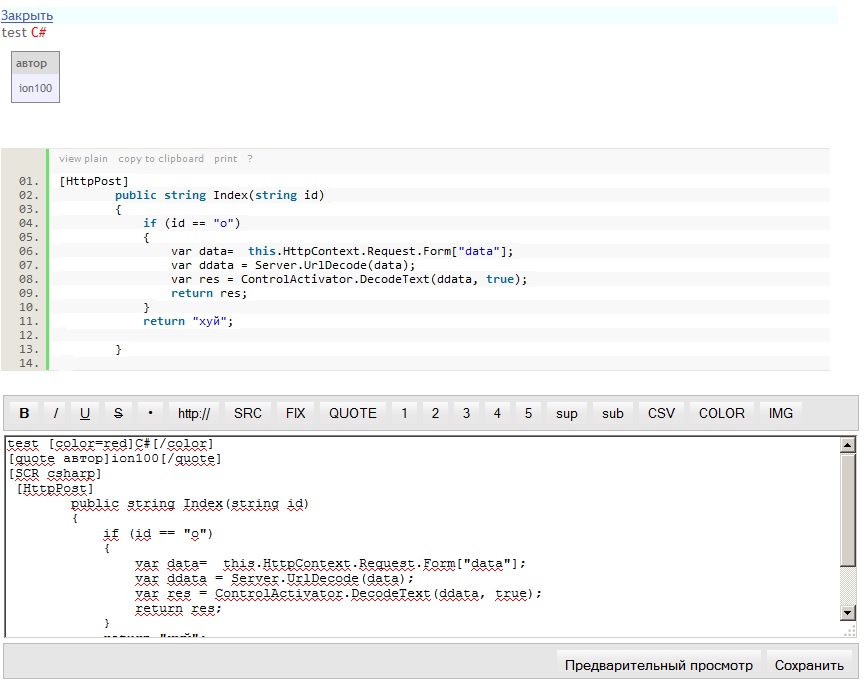 Закрыть
test C#
автор
ion100
view plain copy to clipboard print ?
01. [HttpPost]
02. public string Index(string id)
03. {
04. if (id == "o")
05. {
06. var data=  this.HttpContext.Request.Form["data"];
07. var ddata = Server.UrlDecode(data);
08. var res = ControlActivator.DecodeText(ddata, true);
09. return res;
10. }
11. return "хуй";
12.
13. }
14.
B / U S • http:// SRC FIX QUOTE 1 2 3 4 5 sup sub CSV COLOR IMG
test [color=red]C#[/color]
[quote автор]ion100[/quote]
[SCR csharp]
[HttpPost]
public string Index(string id)
{
if (id == "o")
{
var data=  this.HttpContext.Request.Form["data"];
var ddata = Server.UrlDecode(data);
var res = ControlActivator.DecodeText(ddata, true);
return res;
}
return "хуй";
Предварительный просмотр Сохранить